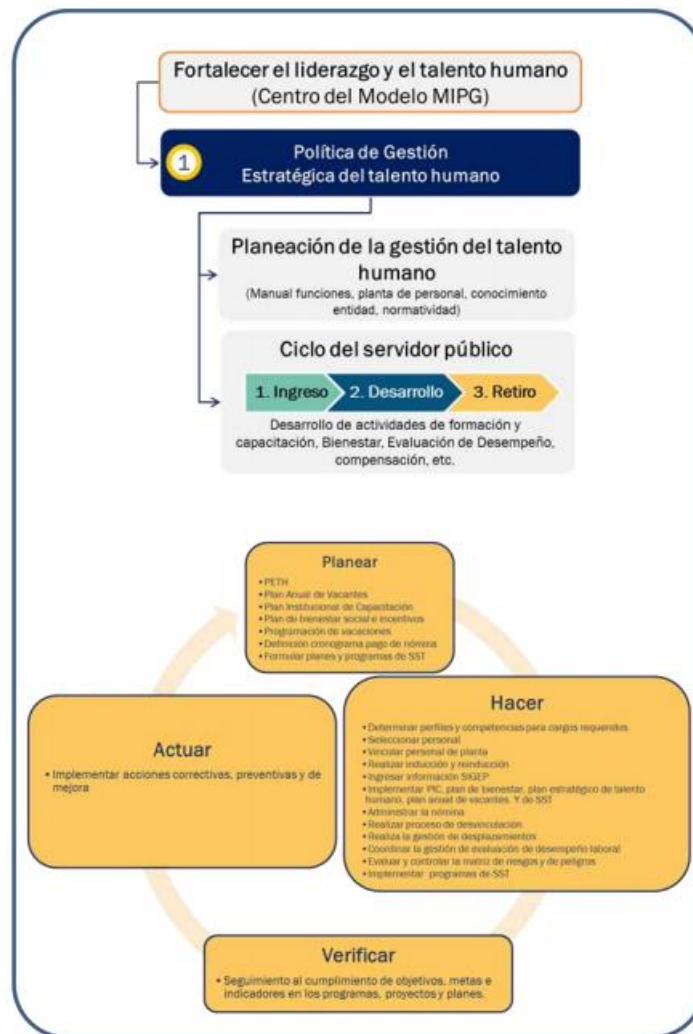 Fortalecer el liderazgo y el talento humano
(Centro del Modelo MIPG)
1
Política de Gestión
Estratégica del talento humano
Planeación de la gestión del talento
humano
(Manual funciones, planta de personal, conocimiento
entidad, normatividad)
Ciclo del servidor público
1. Ingreso
2. Desarrollo
3. Retiro
Desarrollo de actividades de formación y
capacitación, Bienestar, Evaluación de Desempeño,
compensación, etc.
Planear
• PETH
• Plan Anual de Vacantes
• Plan Institucional de Capacitación
• Plan de bienestar social e incentivos
• Programación de vacaciones
• Definición cronograma pago de nómina
• Formular planes y programas de SST
Hacer
• Determinar perfiles y competencias para cargos requeridos
• Seleccionar personal
• Vincular personal de planta
• Realizar inducción y reinducción
• Ingresar información SIGEP
• Implementar PIC, plan de bienestar, plan estratégico de talento
humano, plan anual de vacantes. Y de SST
• Administrar la nómina
• Realizar proceso de desvinculación
• Realiza la gestión de desplazamientos
• Coordinar la gestión de evaluación de desempeño laboral
• Evaluar y controlar la matriz de riesgos y de peligros
• Implementar programas de SST
Actuar
• Implementar acciones correctivas, preventivas y de
mejora
Verificar
• Seguimiento al cumplimiento de objetivos, metas e
indicadores en los programas, proyectos y planes.